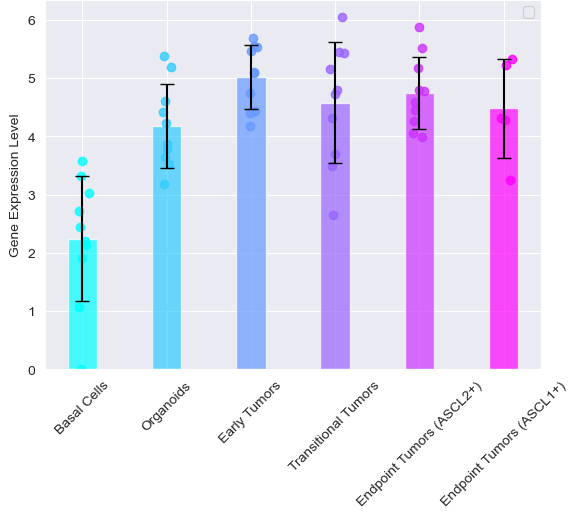 6
5
4
3
2
1
0
Gene Expression Level
Basal Cells
Organoids
Early Tumors
Transitional Tumors
Endpoint Tumors (ASCL2+)
Endpoint Tumors (ASCL1+)